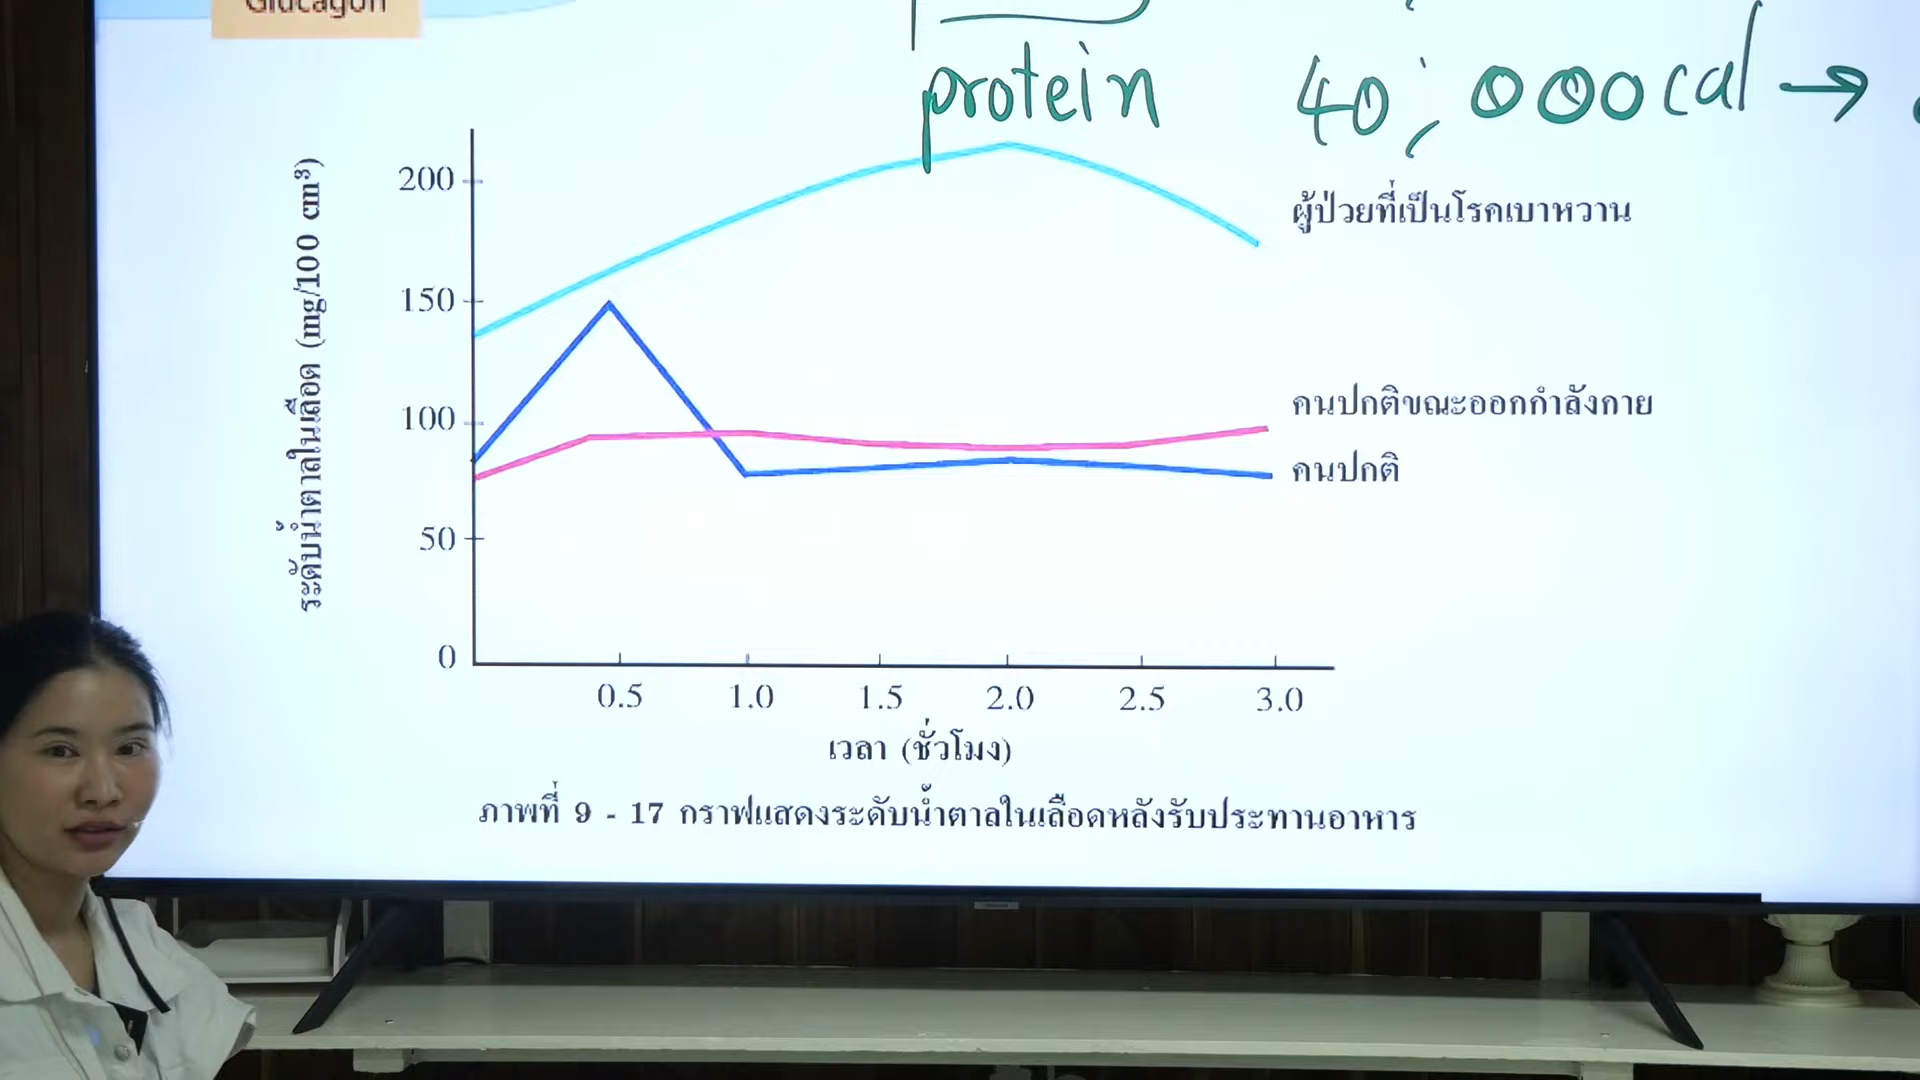 Glucagon
protein 40,000 cal →
ระดับน้ำตาลในเลือด (mg/100 cm³)
200
150
100
50
0
ผู้ป่วยที่เป็นโรคเบาหวาน
คนปกติขณะออกกำลังกาย
คนปกติ
0.5 1.0 1.5 2.0 2.5 3.0
เวลา (ชั่วโมง)
ภาพที่ 9 - 17 กราฟแสดงระดับน้ำตาลในเลือดหลังรับประทานอาหาร